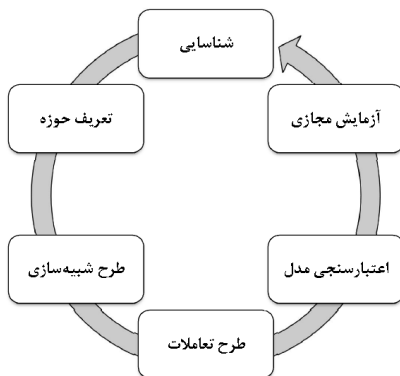 شناسایی
تعریف حوزه
طرح شبیه‌سازی
طرح تعاملات
اعتبارسنجی مدل
آزمایش مجازی